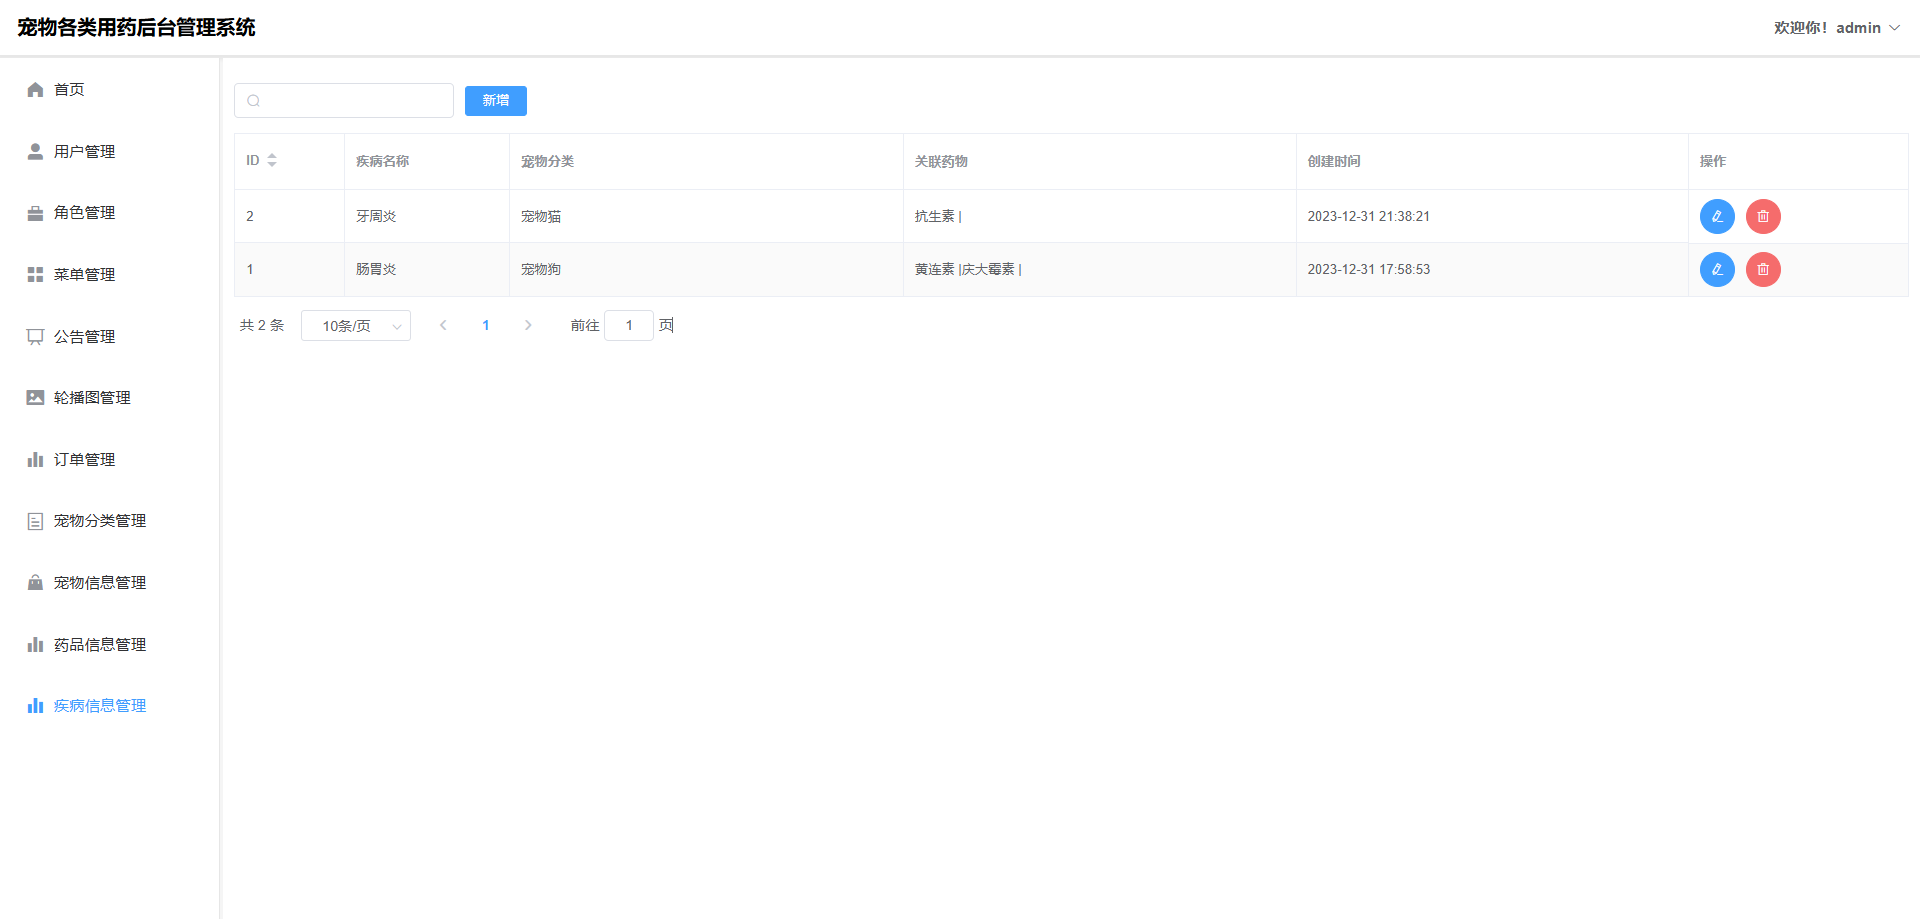 宠物各类用药后台管理系统
欢迎你！admin
首页
用户管理
角色管理
菜单管理
公告管理
轮播图管理
订单管理
宠物分类管理
宠物信息管理
药品信息管理
疾病信息管理
新增
ID 疾病名称 宠物分类 关联药物 创建时间 操作
2 牙周炎 宠物猫 抗生素 | 2023-12-31 21:38:21
1 肠胃炎 宠物狗 黄连素 |庆大霉素 | 2023-12-31 17:58:53
共 2 条 10条/页 1 前往 1 页